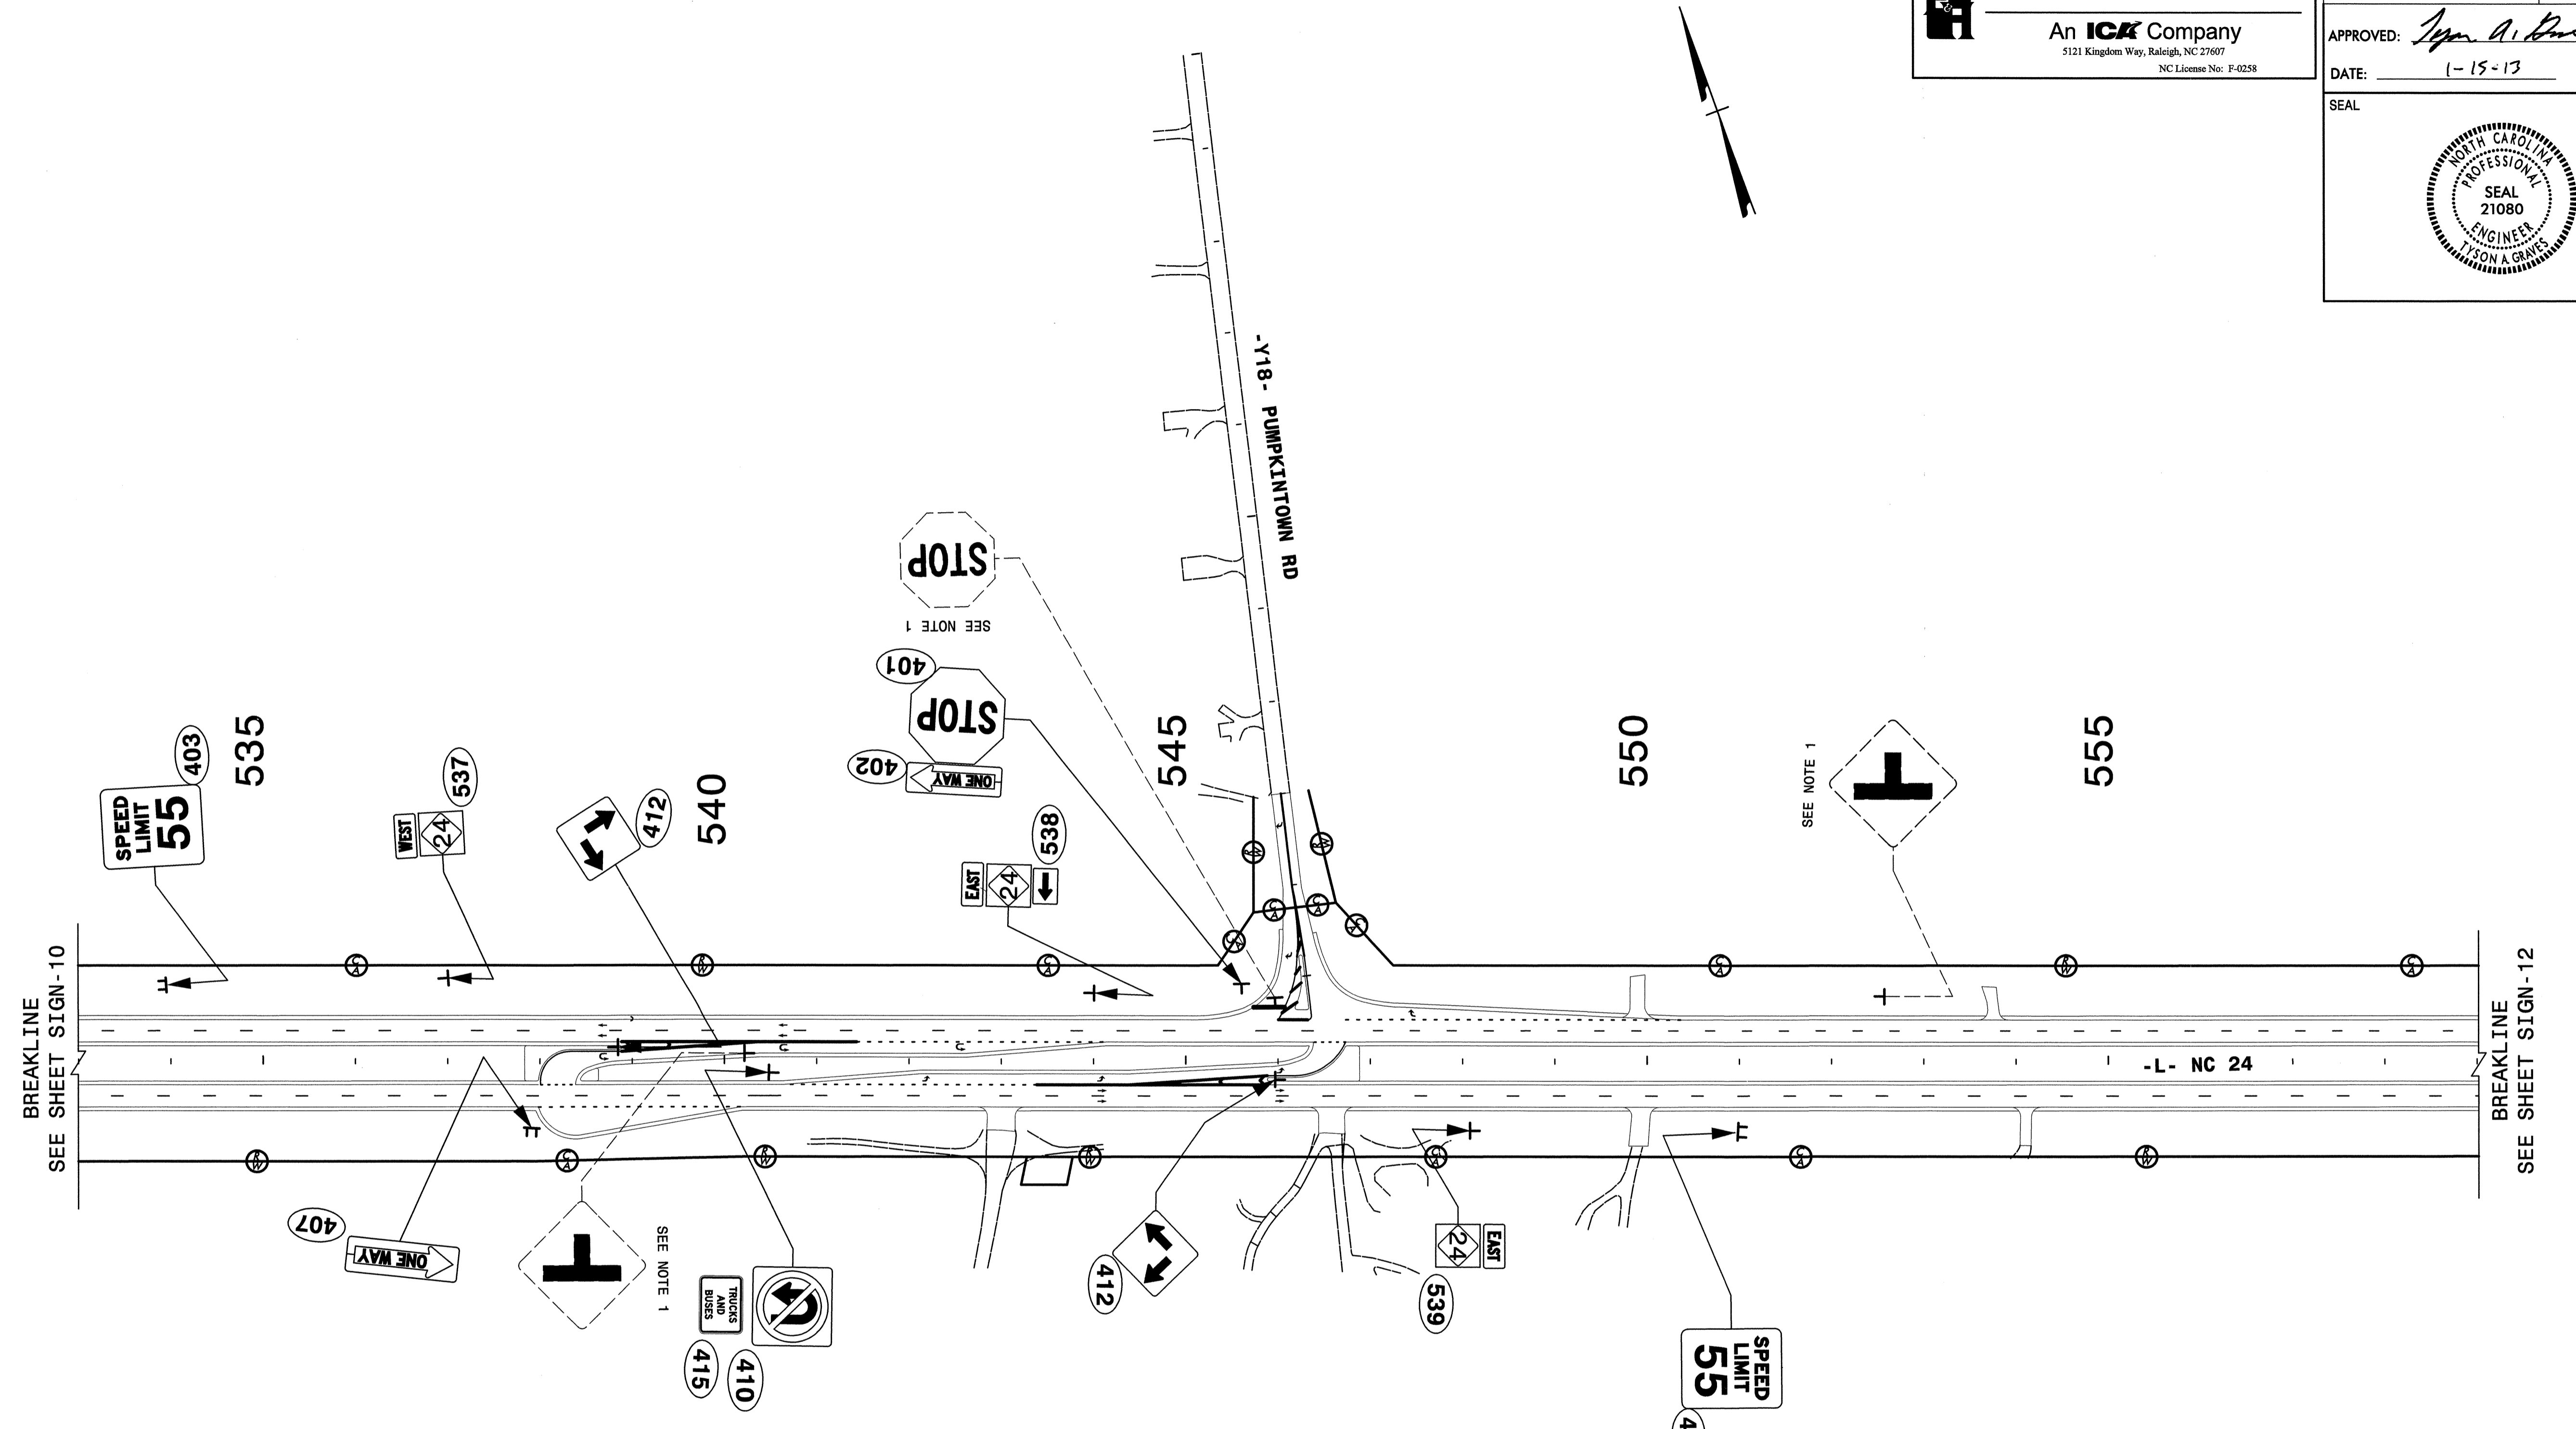 An ICA Company
5121 Kingdom Way, Raleigh, NC 27607
NC License No: F-0258
APPROVED:
DATE: 1-15-13
SEAL
NORTH CAROLINA
PROFESSIONAL
SEAL
21080
ENGINEER
TYSON A. GRAVES
-Y18- PUMPKINTOWN RD
STOP
SEE NOTE 1
401
STOP
402
ONE WAY
403
SPEED
LIMIT
55
535
537
WEST
24
412
540
538
EAST
24
545
550
SEE NOTE 1
555
BREAKLINE
SEE SHEET SIGN-10
BREAKLINE
SEE SHEET SIGN-12
-L- NC 24
407
ONE WAY
SEE NOTE 1
TRUCKS
AND
BUSES
415
410
412
EAST
24
539
SPEED
LIMIT
55
4